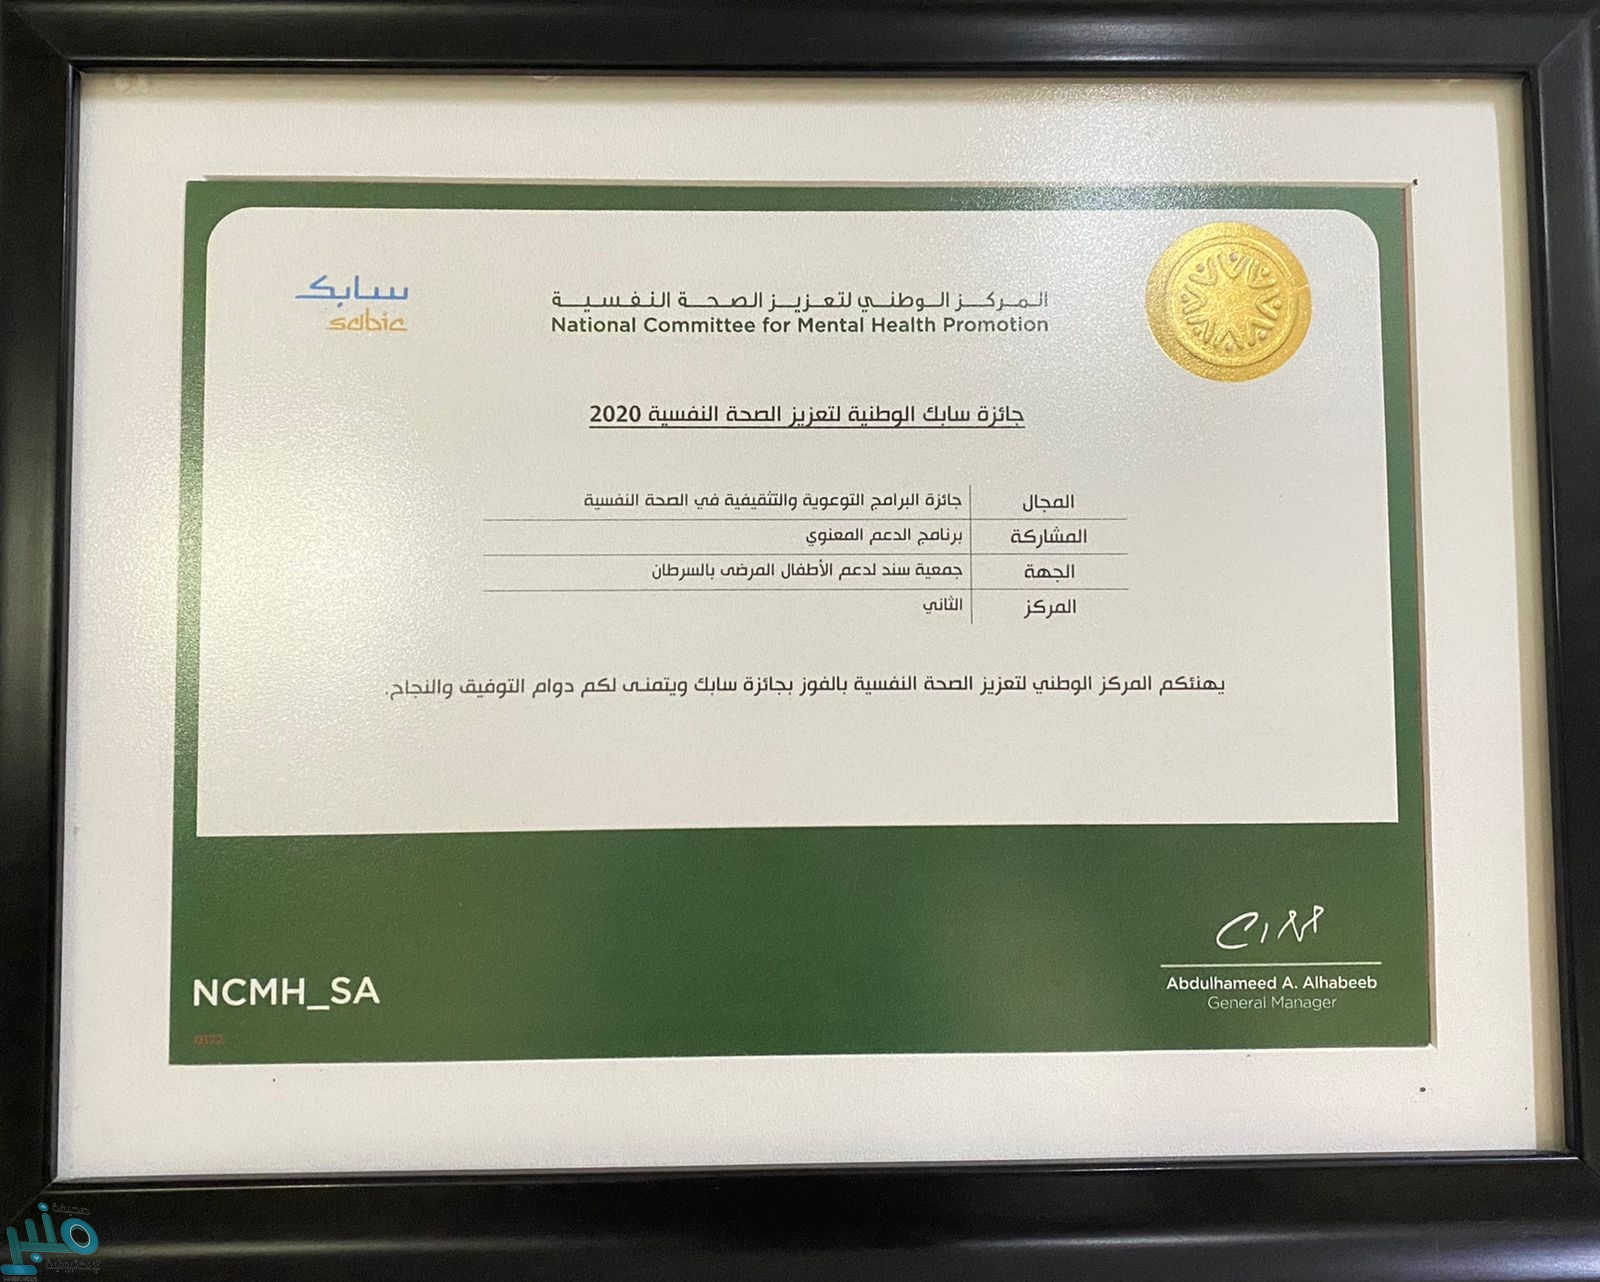 سابك
sabic
المركز الوطني لتعزيز الصحة النفسية
National Committee for Mental Health Promotion
جائزة سابك الوطنية لتعزيز الصحة النفسية 2020
المجال جائزة البرامج التوعوية والتثقيفية في الصحة النفسية
المشاركة برنامج الدعم المعنوي
الجهة جمعية سند لدعم الأطفال المرضى بالسرطان
المركز الثاني
يهنئكم المركز الوطني لتعزيز الصحة النفسية بالفوز بجائزة سابك ويتمنى لكم دوام التوفيق والنجاح.
Abdulhameed A. Alhabeeb
General Manager
NCMH_SA
0172
صحيفة
منبر